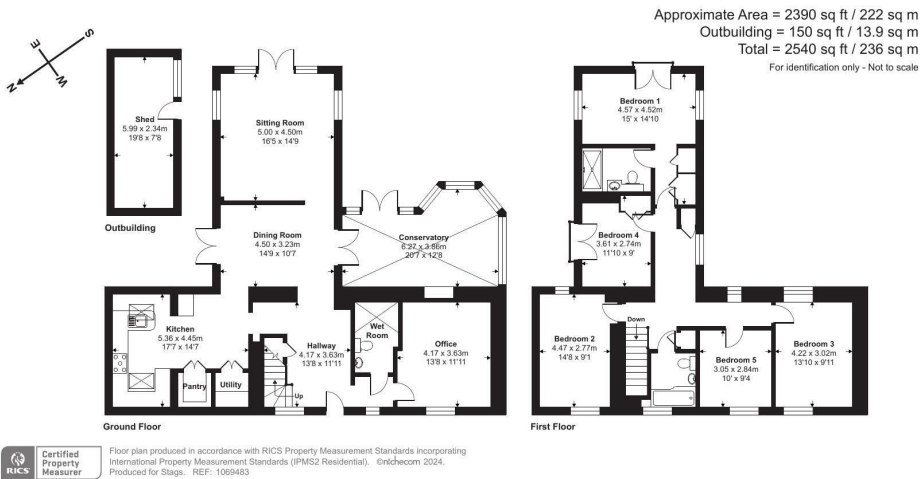 Approximate Area = 2390 sq ft / 222 sq m
Outbuilding = 150 sq ft / 13.9 sq m
Total = 2540 sq ft / 236 sq m
For identification only - Not to scale
N
E
S
W
Shed
5.99 x 2.34m
19'8 x 7'8
Outbuilding
Sitting Room
5.00 x 4.50m
16'5 x 14'9
Dining Room
4.50 x 3.23m
14'9 x 10'7
Conservatory
6.27 x 3.86m
20'7 x 12'8
Kitchen
5.36 x 4.45m
17'7 x 14'7
Pantry
Utility
Hallway
4.17 x 3.63m
13'8 x 11'11
Up
Wet
Room
Office
4.17 x 3.63m
13'8 x 11'11
Ground Floor
Bedroom 1
4.57 x 4.52m
15' x 14'10
Bedroom 4
3.61 x 2.74m
11'10 x 9'
Bedroom 2
4.47 x 2.77m
14'8 x 9'1
Down
Bedroom 5
3.05 x 2.84m
10' x 9'4
Bedroom 3
4.22 x 3.02m
13'10 x 9'11
First Floor
RICS
Certified
Property
Measurer
Floor plan produced in accordance with RICS Property Measurement Standards incorporating
International Property Measurement Standards (IPMS2 Residential). ©nichecom 2024.
Produced for Stags. REF: 1069483